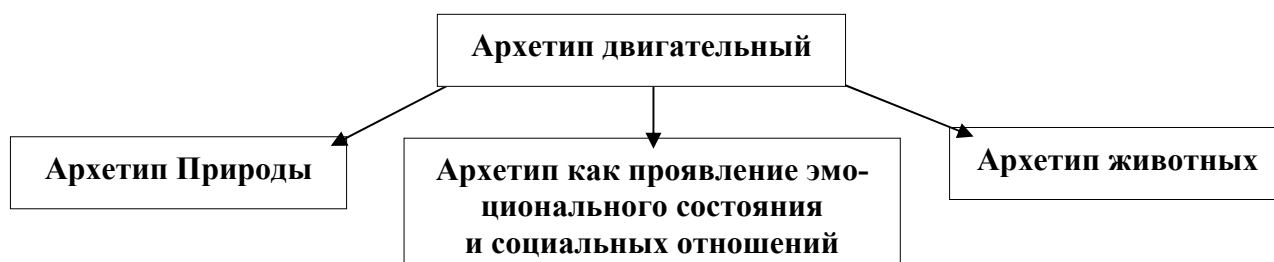 Архетип двигательный
Архетип Природы
Архетип как проявление эмо-
ционального состояния
и социальных отношений
Архетип животных